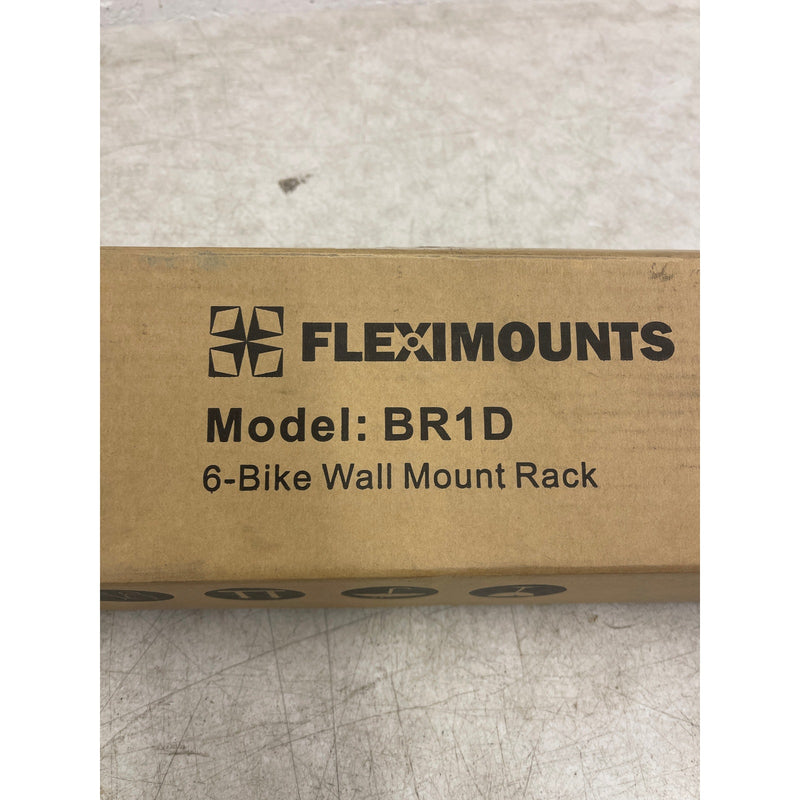 FLEXIMOUNTS
Model: BR1D
6-Bike Wall Mount Rack